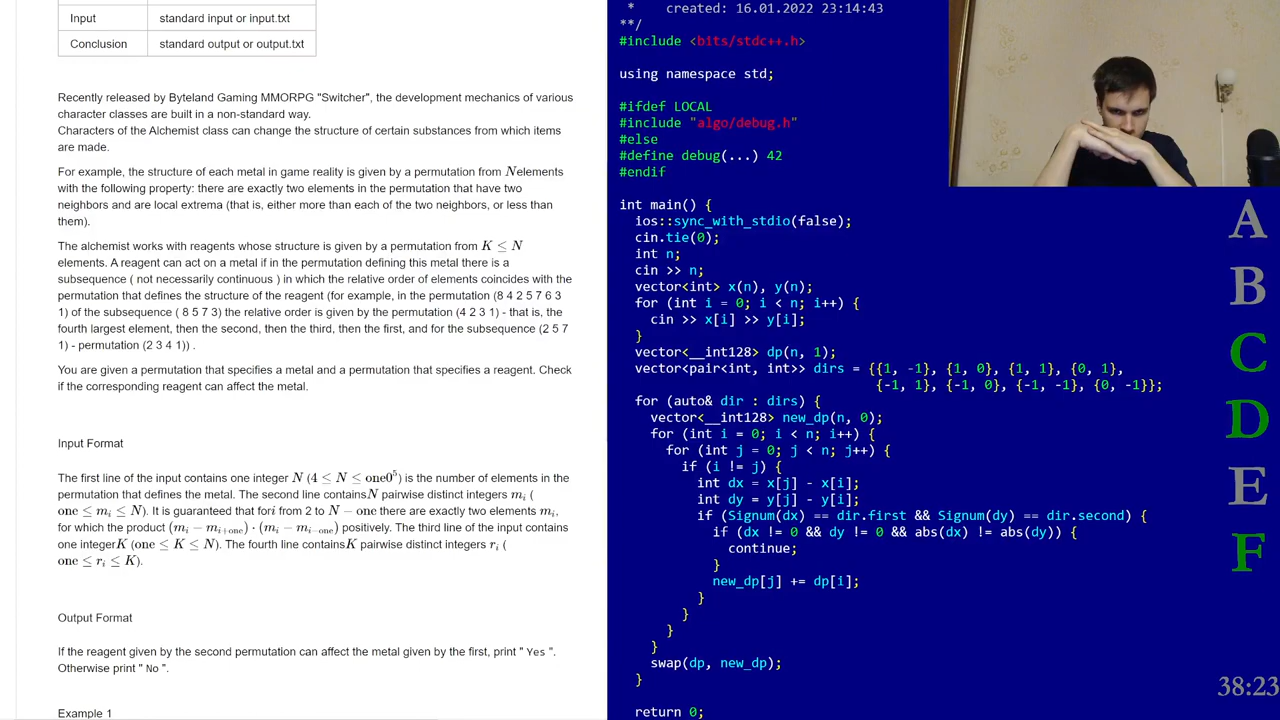 Input standard input or input.txt
Conclusion standard output or output.txt
Recently released by Byteland Gaming MMORPG "Switcher", the development mechanics of various
character classes are built in a non-standard way.
Characters of the Alchemist class can change the structure of certain substances from which items
are made.
For example, the structure of each metal in game reality is given by a permutation from N elements
with the following property: there are exactly two elements in the permutation that have two
neighbors and are local extrema (that is, either more than each of the two neighbors, or less than
them).
The alchemist works with reagents whose structure is given by a permutation from K ≤ N
elements. A reagent can act on a metal if in the permutation defining this metal there is a
subsequence ( not necessarily continuous ) in which the relative order of elements coincides with the
permutation that defines the structure of the reagent (for example, in the permutation (8 4 2 5 7 6 3
1) of the subsequence ( 8 5 7 3) the relative order is given by the permutation (4 2 3 1) - that is, the
fourth largest element, then the second, then the third, then the first, and for the subsequence (2 5 7
1) - permutation (2 3 4 1)) .
You are given a permutation that specifies a metal and a permutation that specifies a reagent. Check
if the corresponding reagent can affect the metal.
Input Format
The first line of the input contains one integer N (4 ≤ N ≤ one0⁵) is the number of elements in the
permutation that defines the metal. The second line containsN pairwise distinct integers mᵢ (
one ≤ mᵢ ≤ N). It is guaranteed that fori from 2 to N − one there are exactly two elements mᵢ,
for which the product (mᵢ − mᵢ₊one) · (mᵢ − mᵢ₋one) positively. The third line of the input contains
one integerK (one ≤ K ≤ N). The fourth line containsK pairwise distinct integers rᵢ (
one ≤ rᵢ ≤ K).
Output Format
If the reagent given by the second permutation can affect the metal given by the first, print " Yes ".
Otherwise print " No ".
Example 1
* created: 16.01.2022 23:14:43
**/
#include <bits/stdc++.h>
using namespace std;
#ifdef LOCAL
#include "algo/debug.h"
#else
#define debug(...) 42
#endif
int main() {
ios::sync_with_stdio(false);
cin.tie(0);
int n;
cin >> n;
vector<int> x(n), y(n);
for (int i = 0; i < n; i++) {
cin >> x[i] >> y[i];
}
vector<__int128> dp(n, 1);
vector<pair<int, int>> dirs = {{1, -1}, {1, 0}, {1, 1}, {0, 1},
{-1, 1}, {-1, 0}, {-1, -1}, {0, -1}};
for (auto& dir : dirs) {
vector<__int128> new_dp(n, 0);
for (int i = 0; i < n; i++) {
for (int j = 0; j < n; j++) {
if (i != j) {
int dx = x[j] - x[i];
int dy = y[j] - y[i];
if (Signum(dx) == dir.first && Signum(dy) == dir.second) {
if (dx != 0 && dy != 0 && abs(dx) != abs(dy)) {
continue;
}
new_dp[j] += dp[i];
}
}
}
}
swap(dp, new_dp);
}
return 0;
A
B
C
D
E
F
38:23